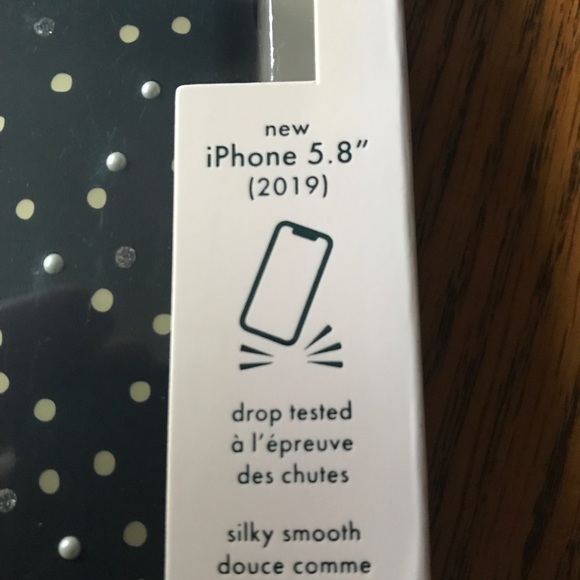 new
iPhone 5.8”
(2019)
drop tested
à l’épreuve
des chutes
silky smooth
douce comme